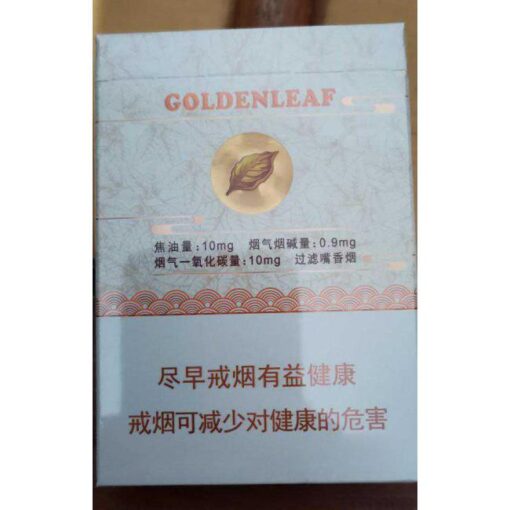 GOLDENLEAF
焦油量:10mg 烟气烟碱量:0.9mg
烟气一氧化碳量:10mg 过滤嘴香烟
尽早戒烟有益健康
戒烟可减少对健康的危害